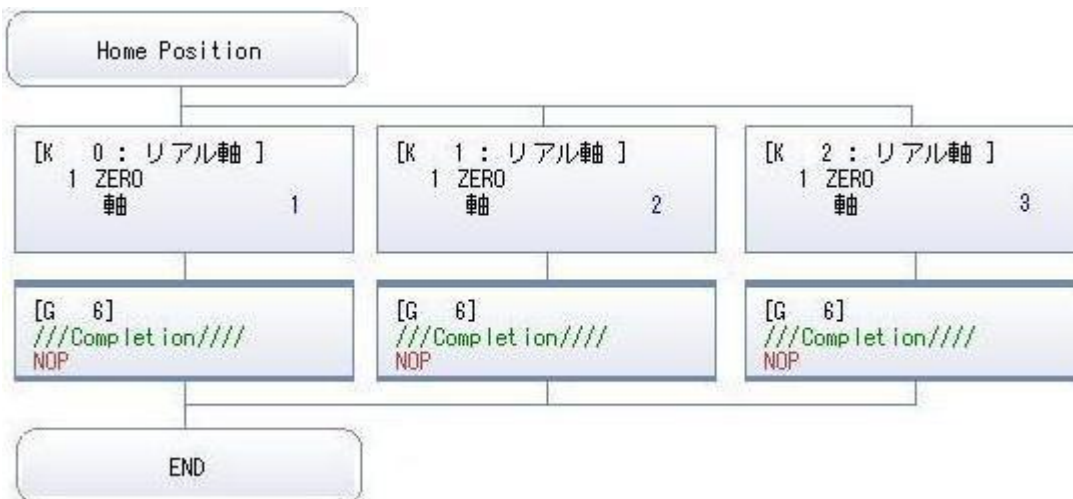 Home Position
[K 0 : リアル軸 ]
1 ZERO
軸 1
[G 6]
///Completion////
NOP
[K 1 : リアル軸 ]
1 ZERO
軸 2
[G 6]
///Completion////
NOP
[K 2 : リアル軸 ]
1 ZERO
軸 3
[G 6]
///Completion////
NOP
END